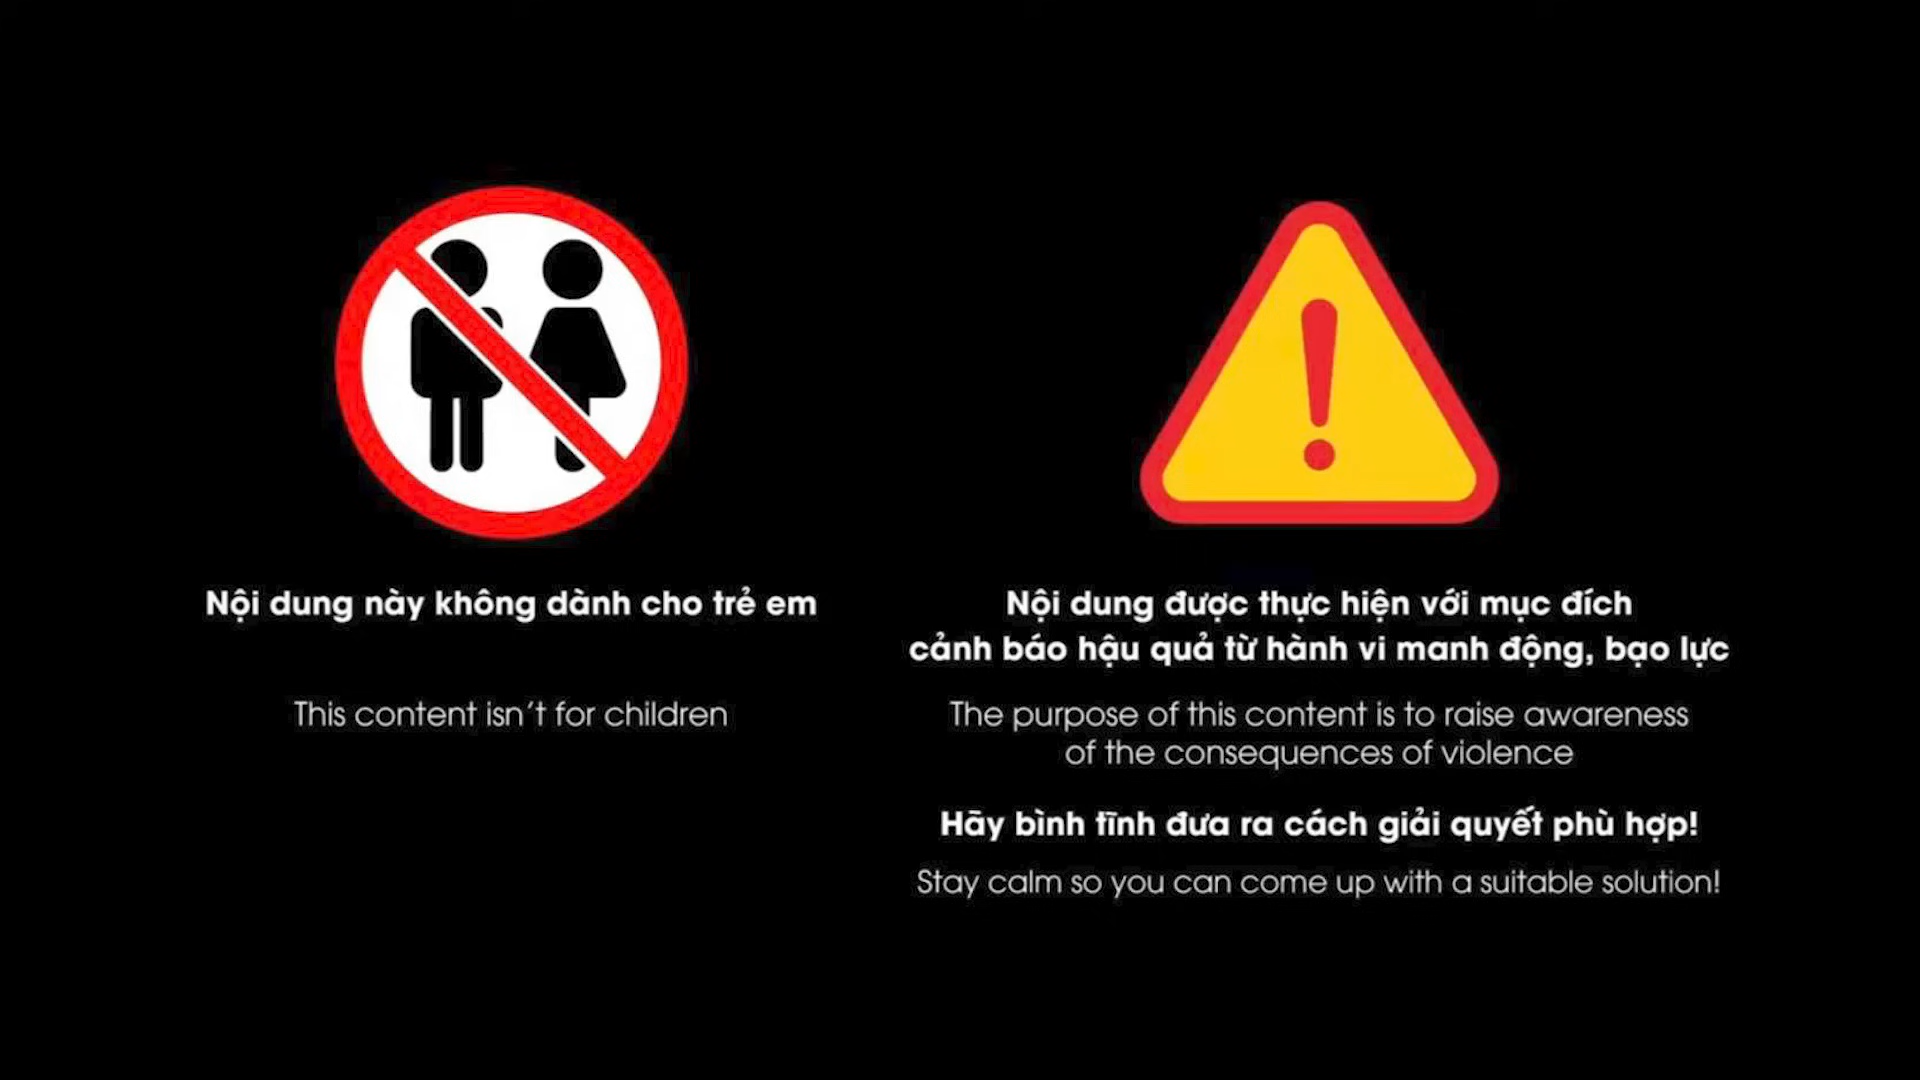 Nội dung này không dành cho trẻ em
This content isn't for children
Nội dung được thực hiện với mục đích
cảnh báo hậu quả từ hành vi manh động, bạo lực
The purpose of this content is to raise awareness
of the consequences of violence
Hãy bình tĩnh đưa ra cách giải quyết phù hợp!
Stay calm so you can come up with a suitable solution!